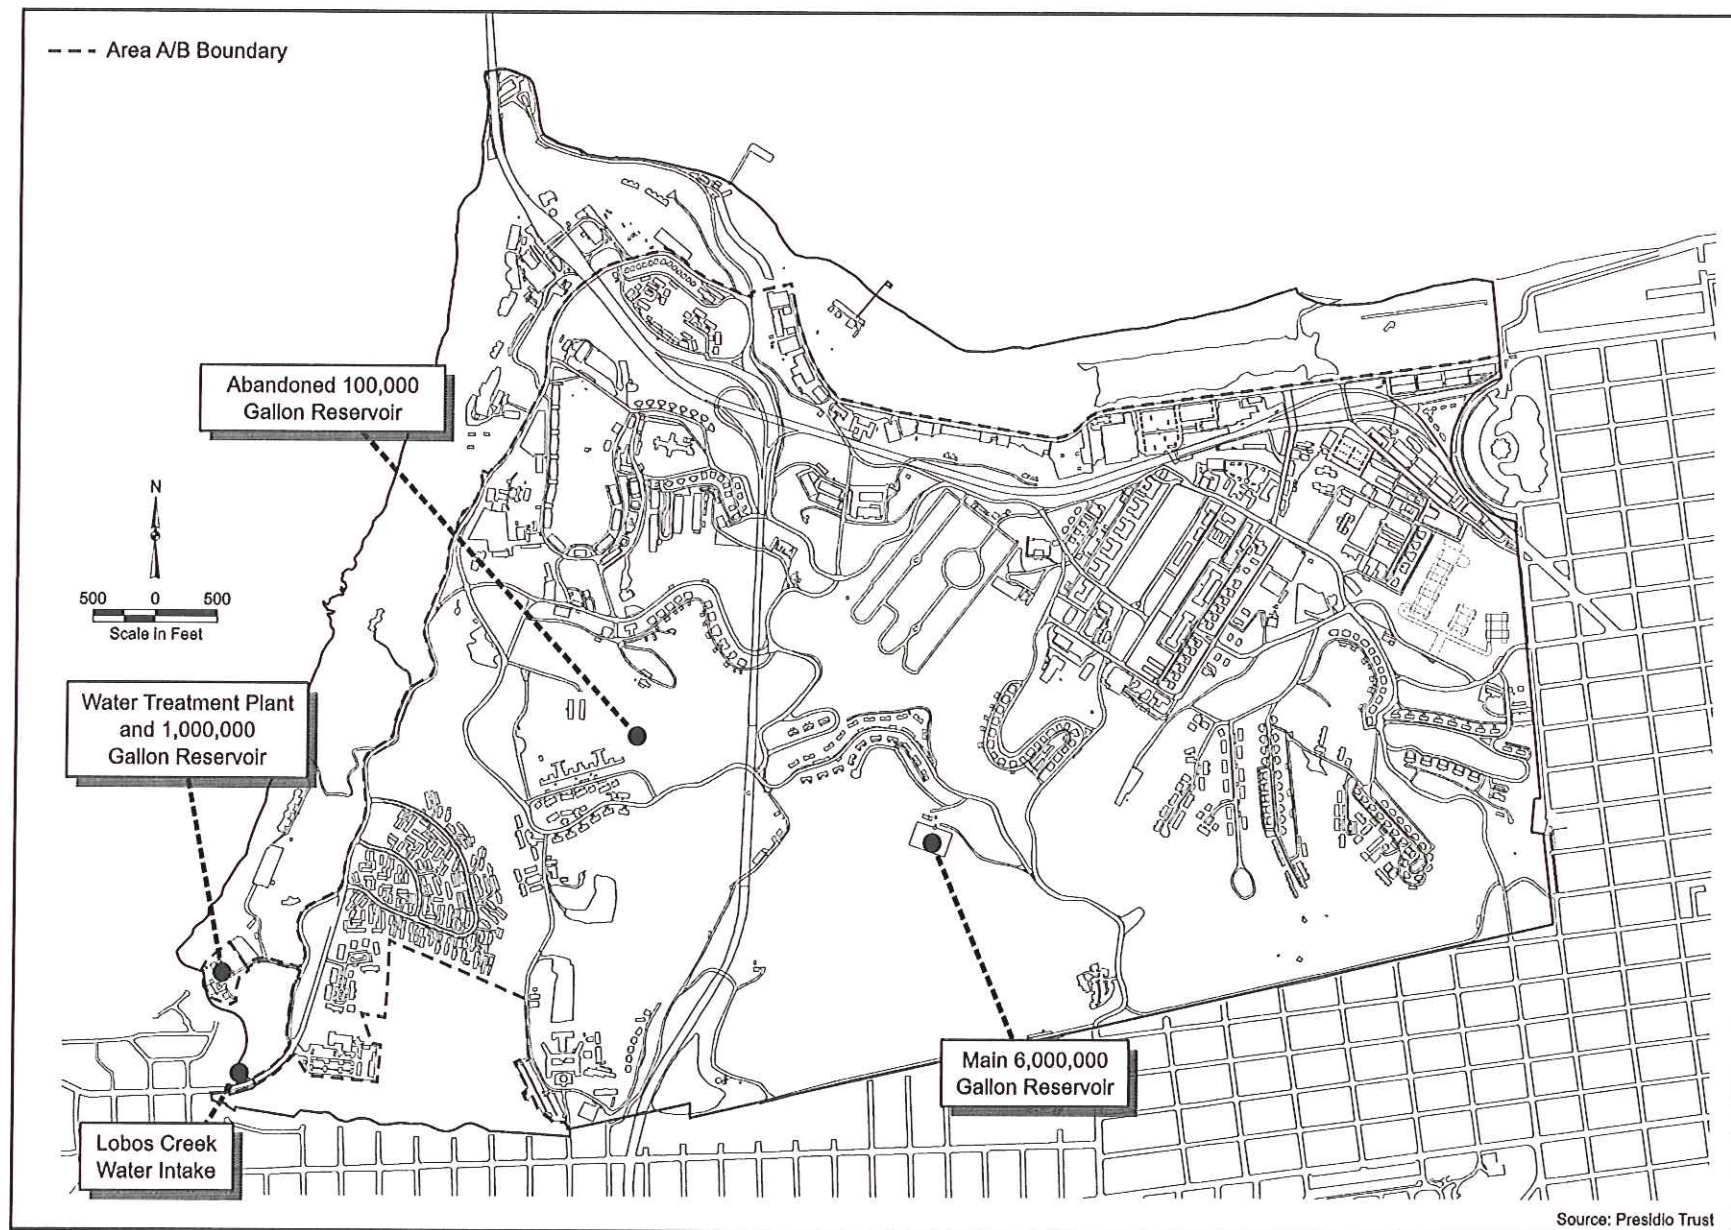 Area A/B Boundary
Abandoned 100,000
Gallon Reservoir
N
500 0 500
Scale in Feet
Water Treatment Plant
and 1,000,000
Gallon Reservoir
Main 6,000,000
Gallon Reservoir
Lobos Creek
Water Intake
Source: Presidio Trust